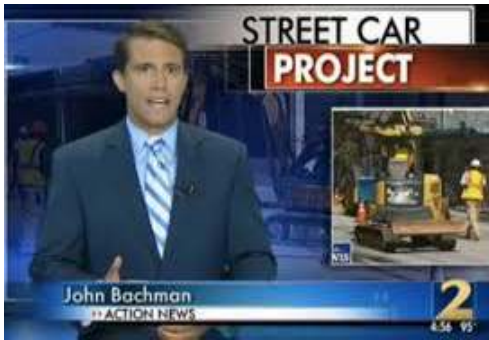 STREET CAR
PROJECT
John Bachman
ACTION NEWS
2
4:56 95°